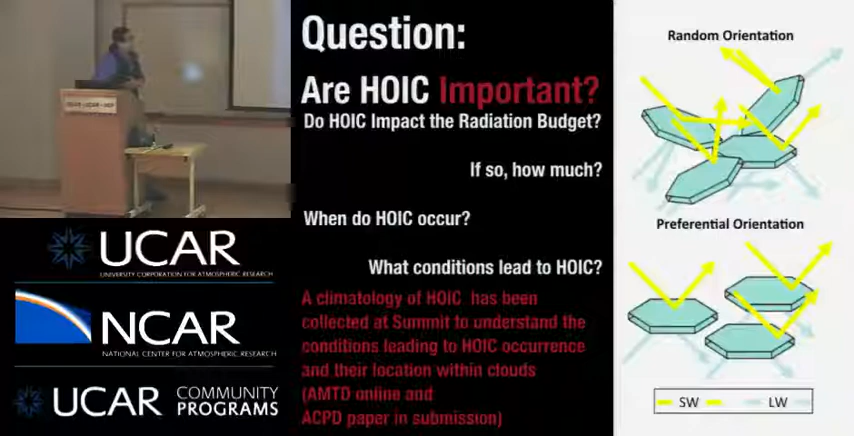 Question:
Are HOIC Important?
Do HOIC Impact the Radiation Budget?
If so, how much?
When do HOIC occur?
What conditions lead to HOIC?
A climatology of HOIC has been
collected at Summit to understand the
conditions leading to HOIC occurrence
and their location within clouds
(AMTD online and
ACPD paper in submission)
Random Orientation
Preferential Orientation
SW
LW
UCAR
UNIVERSITY CORPORATION FOR ATMOSPHERIC RESEARCH
NCAR
NATIONAL CENTER FOR ATMOSPHERIC RESEARCH
UCAR COMMUNITY
PROGRAMS